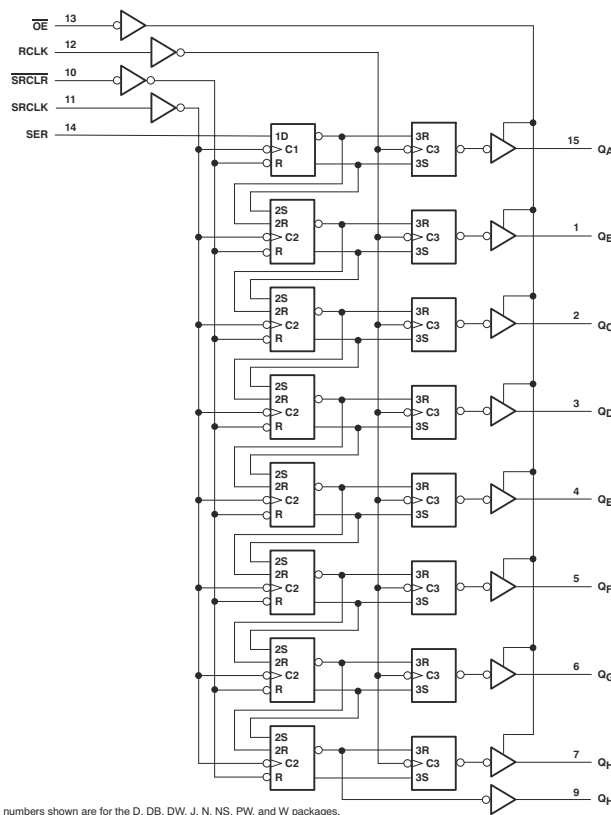 OE 13
RCLK 12
SRCLR 10
SRCLK 11
SER 14
1D
C1
R
3R
C3
3S
15 QA
2S
2R
C2
R
3R
C3
3S
1 QB
2S
2R
C2
R
3R
C3
3S
2 QC
2S
2R
C2
R
3R
C3
3S
3 QD
2S
2R
C2
R
3R
C3
3S
4 QE
2S
2R
C2
R
3R
C3
3S
5 QF
2S
2R
C2
R
3R
C3
3S
6 QG
2S
2R
C2
R
3R
C3
3S
7 QH
9 QH
numbers shown are for the D, DB, DW, J, N, NS, PW, and W packages.